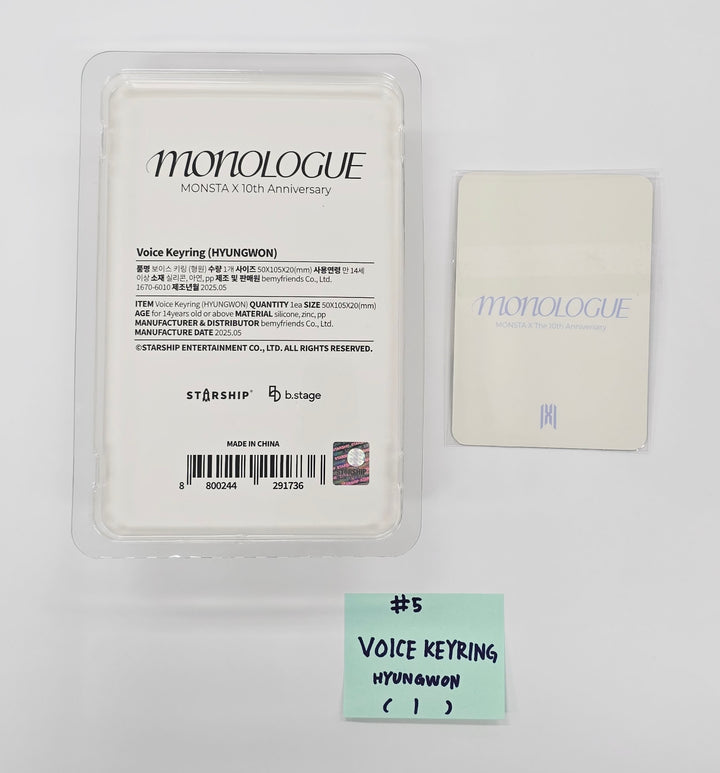 MONOLOGUE
MONSTA X 10th Anniversary
Voice Keyring (HYUNGWON)
품명 보이스 키링 (형원) 수량 1개 사이즈 50X105X20(mm) 사용연령 만 14세
이상 소재 실리콘, 아연, pp 제조 및 판매원 bemyfriends Co., Ltd.
1670-6010 제조년월 2025.05
ITEM Voice Keyring (HYUNGWON) QUANTITY 1ea SIZE 50X105X20(mm)
AGE for 14years old or above MATERIAL silicone, zinc, pp
MANUFACTURER & DISTRIBUTOR bemyfriends Co., Ltd.
MANUFACTURE DATE 2025.05
©STARSHIP ENTERTAINMENT CO., LTD. ALL RIGHTS RESERVED.
STARSHIP® b.stage
MADE IN CHINA
STARSHIP
8 800244 291736
MONOLOGUE
MONSTA X The 10th Anniversary
#5
VOICE KEYRING
HYUNGWON
( 1 )